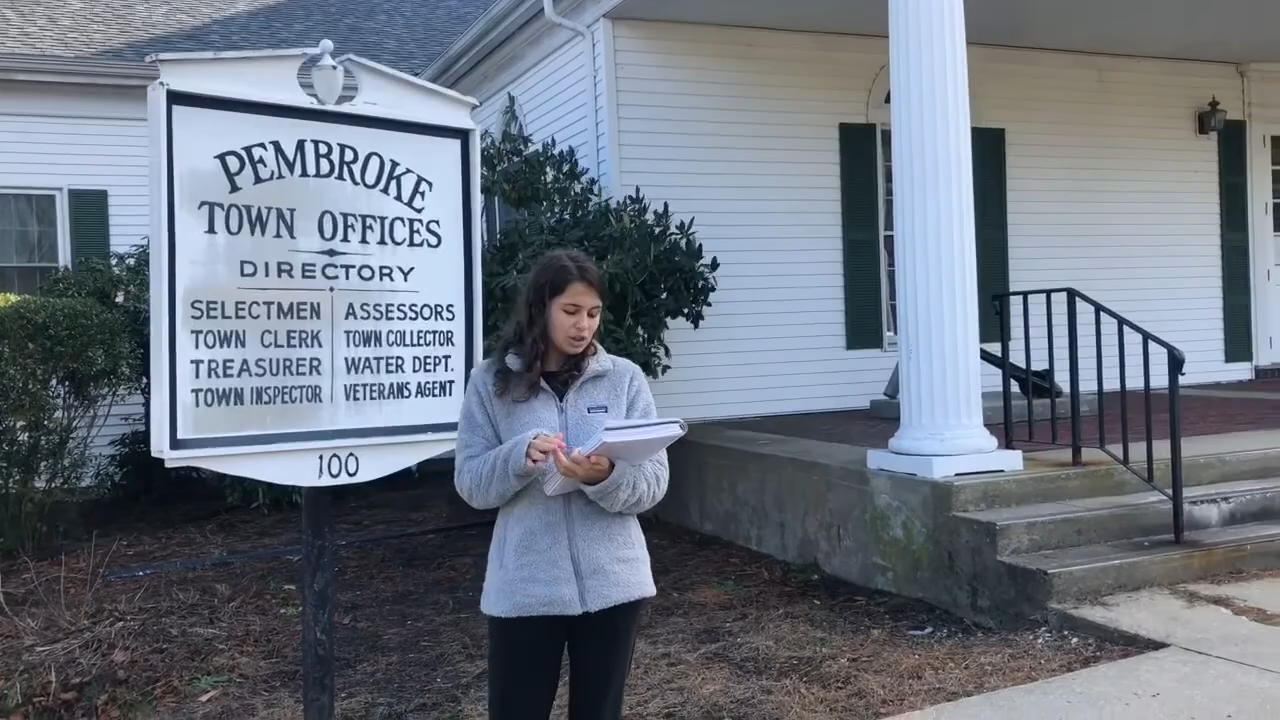 PEMBROKE
TOWN OFFICES
DIRECTORY
SELECTMEN
TOWN CLERK
TREASURER
TOWN INSPECTOR
ASSESSORS
TOWN COLLECTOR
WATER DEPT.
VETERANS AGENT
100